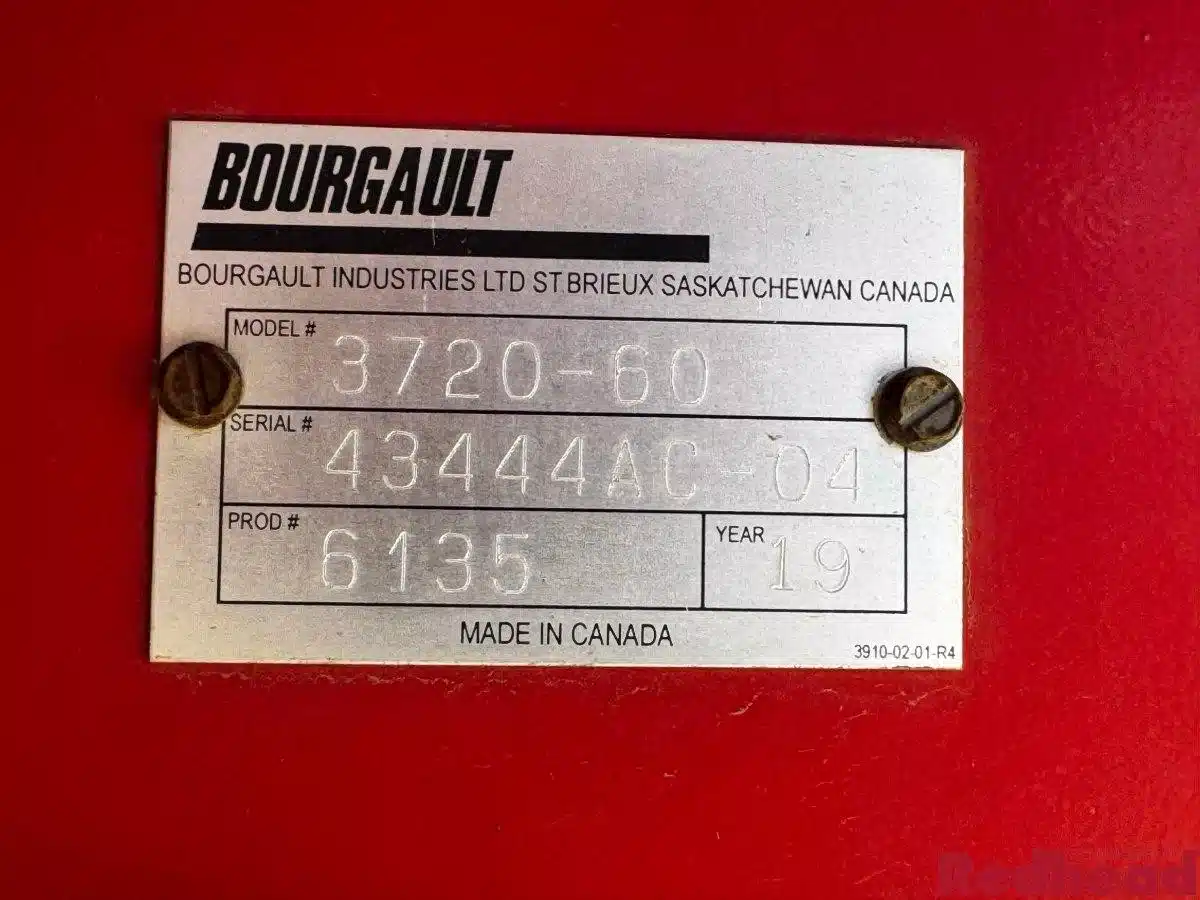 BOURGAULT
BOURGAULT INDUSTRIES LTD ST.BRIEUX SASKATCHEWAN CANADA
MODEL # 3720-60
SERIAL # 43444AC-04
PROD # 6135 YEAR 19
MADE IN CANADA
3910-02-01-R4
Redhead